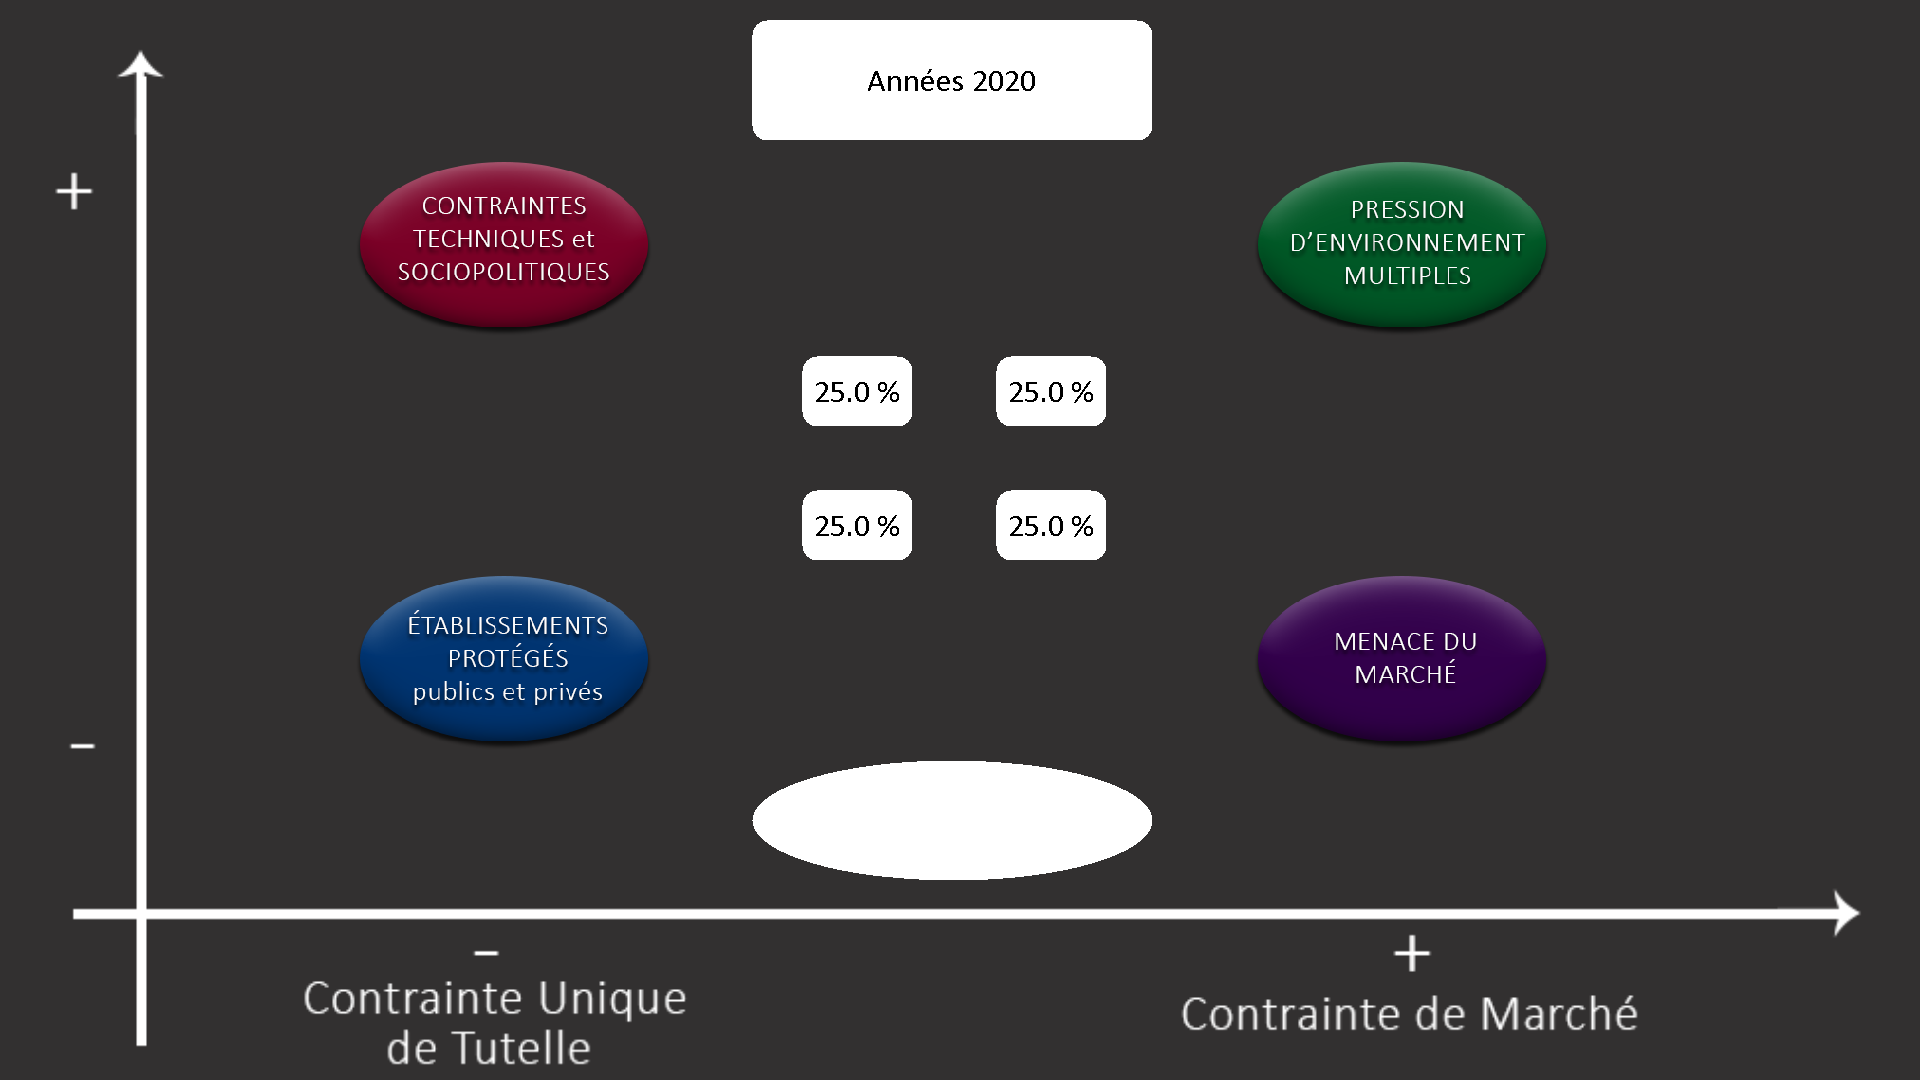 Années 2020
+
CONTRAINTES
TECHNIQUES et
SOCIOPOLITIQUES
PRESSION
D’ENVIRONNEMENT
MULTIPLES
25.0 %
25.0 %
25.0 %
25.0 %
ÉTABLISSEMENTS
PROTÉGÉS
publics et privés
MENACE DU
MARCHÉ
–
–
Contrainte Unique
de Tutelle
+
Contrainte de Marché